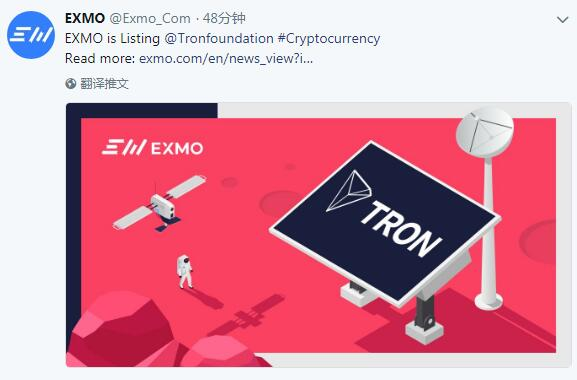 EXMO @Exmo_Com · 48分钟
EXMO is Listing @Tronfoundation #Cryptocurrency
Read more: exmo.com/en/news_view?i...
翻译推文
EXMO
TRON